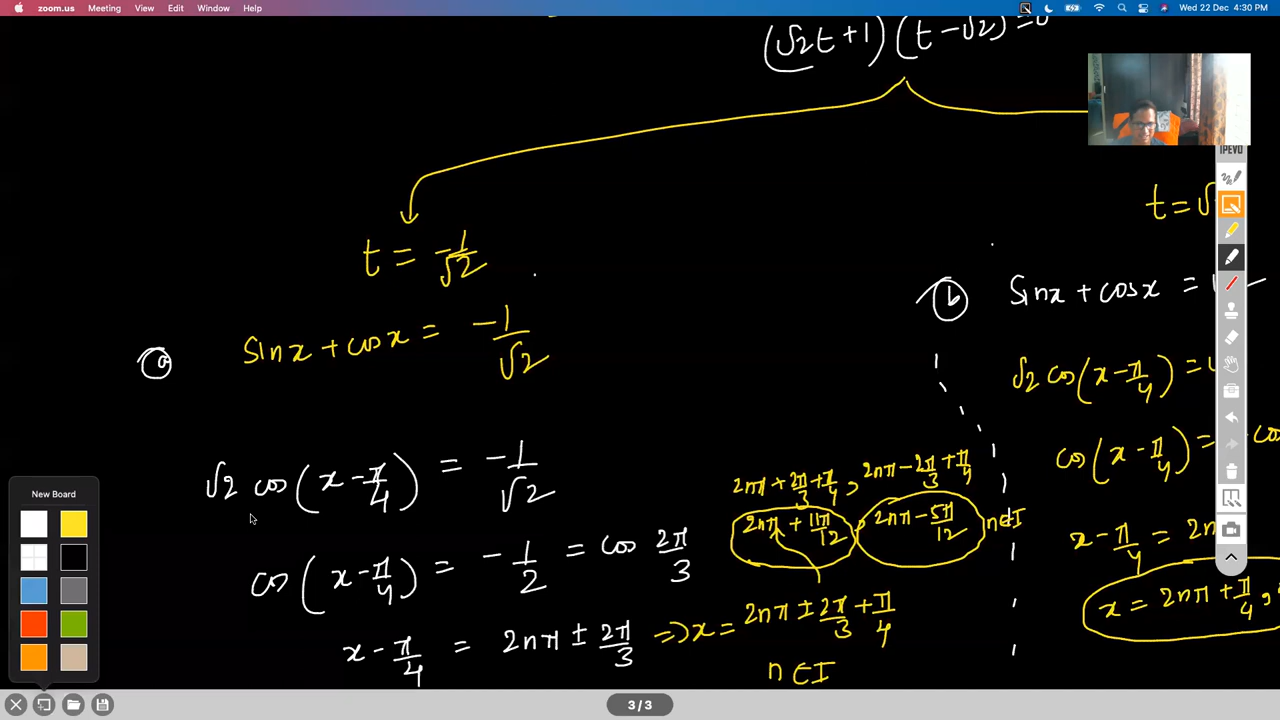 zoom.us Meeting View Edit Window Help Wed 22 Dec 4:30 PM
(√2t+1)(t-√2)=0
IPEVO
t = -1/√2
t = √
ⓐ sinx + cosx = -1/√2
ⓑ sinx + cosx =
√2 cos(x-π/4) = -1/√2
√2 cos(x-π/4) =
cos(x-π/4) = -1/2 = cos 2π/3
cos(x-π/4) = co
x-π/4 = 2nπ ± 2π/3 => x = 2nπ ± 2π/3 + π/4
n∈I
2nπ + 2π/3 + π/4, 2nπ - 2π/3 + π/4
2nπ + 11π/12, 2nπ - 5π/12 n∈I
x-π/4 = 2n
x = 2nπ + π/4,
New Board
3/3